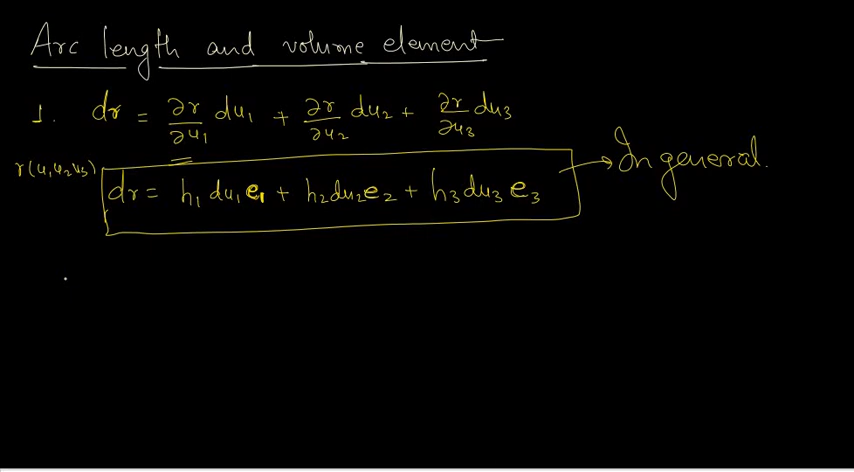 Arc length and volume element
1. dr = ∂r/∂u₁ du₁ + ∂r/∂u₂ du₂ + ∂r/∂u₃ du₃
r(u₁,u₂,u₃)
dr = h₁ du₁ e₁ + h₂ du₂ e₂ + h₃ du₃ e₃ → In general.